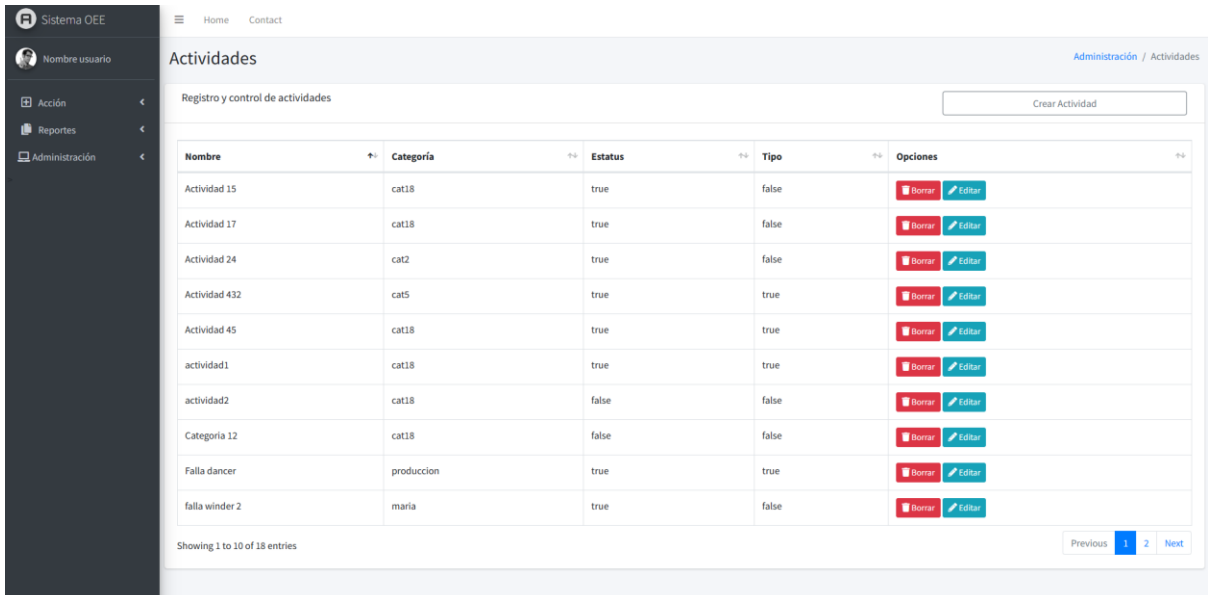 Sistema OEE
Home Contact
Nombre usuario
Actividades
Administración / Actividades
Acción
Reportes
Administración
Registro y control de actividades
Crear Actividad
Nombre Categoría Estatus Tipo Opciones
Actividad 15 cat18 true false Borrar Editar
Actividad 17 cat18 true false Borrar Editar
Actividad 24 cat2 true false Borrar Editar
Actividad 432 cat5 true true Borrar Editar
Actividad 45 cat18 true true Borrar Editar
actividad1 cat18 true true Borrar Editar
actividad2 cat18 false false Borrar Editar
Categoria 12 cat18 false false Borrar Editar
Falla dancer produccion true true Borrar Editar
falla winder 2 maria true false Borrar Editar
Showing 1 to 10 of 18 entries
Previous 1 2 Next